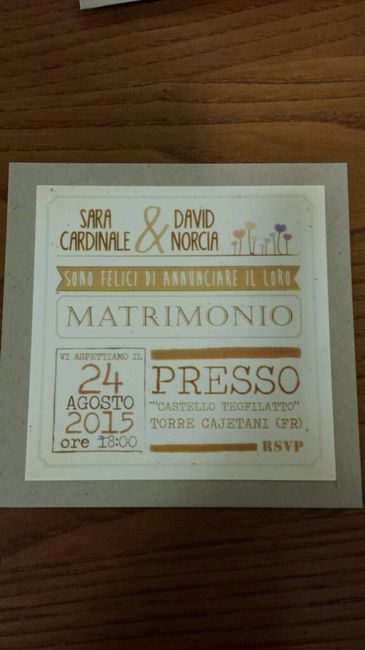 SARA CARDINALE & DAVID NORCIA
SONO FELICI DI ANNUNCIARE IL LORO
MATRIMONIO
VI ASPETTIAMO IL
24
AGOSTO
2015
ore 18:00
PRESSO
"CASTELLO TEOFILATTO"
TORRE CAJETANI (FR)
RSVP